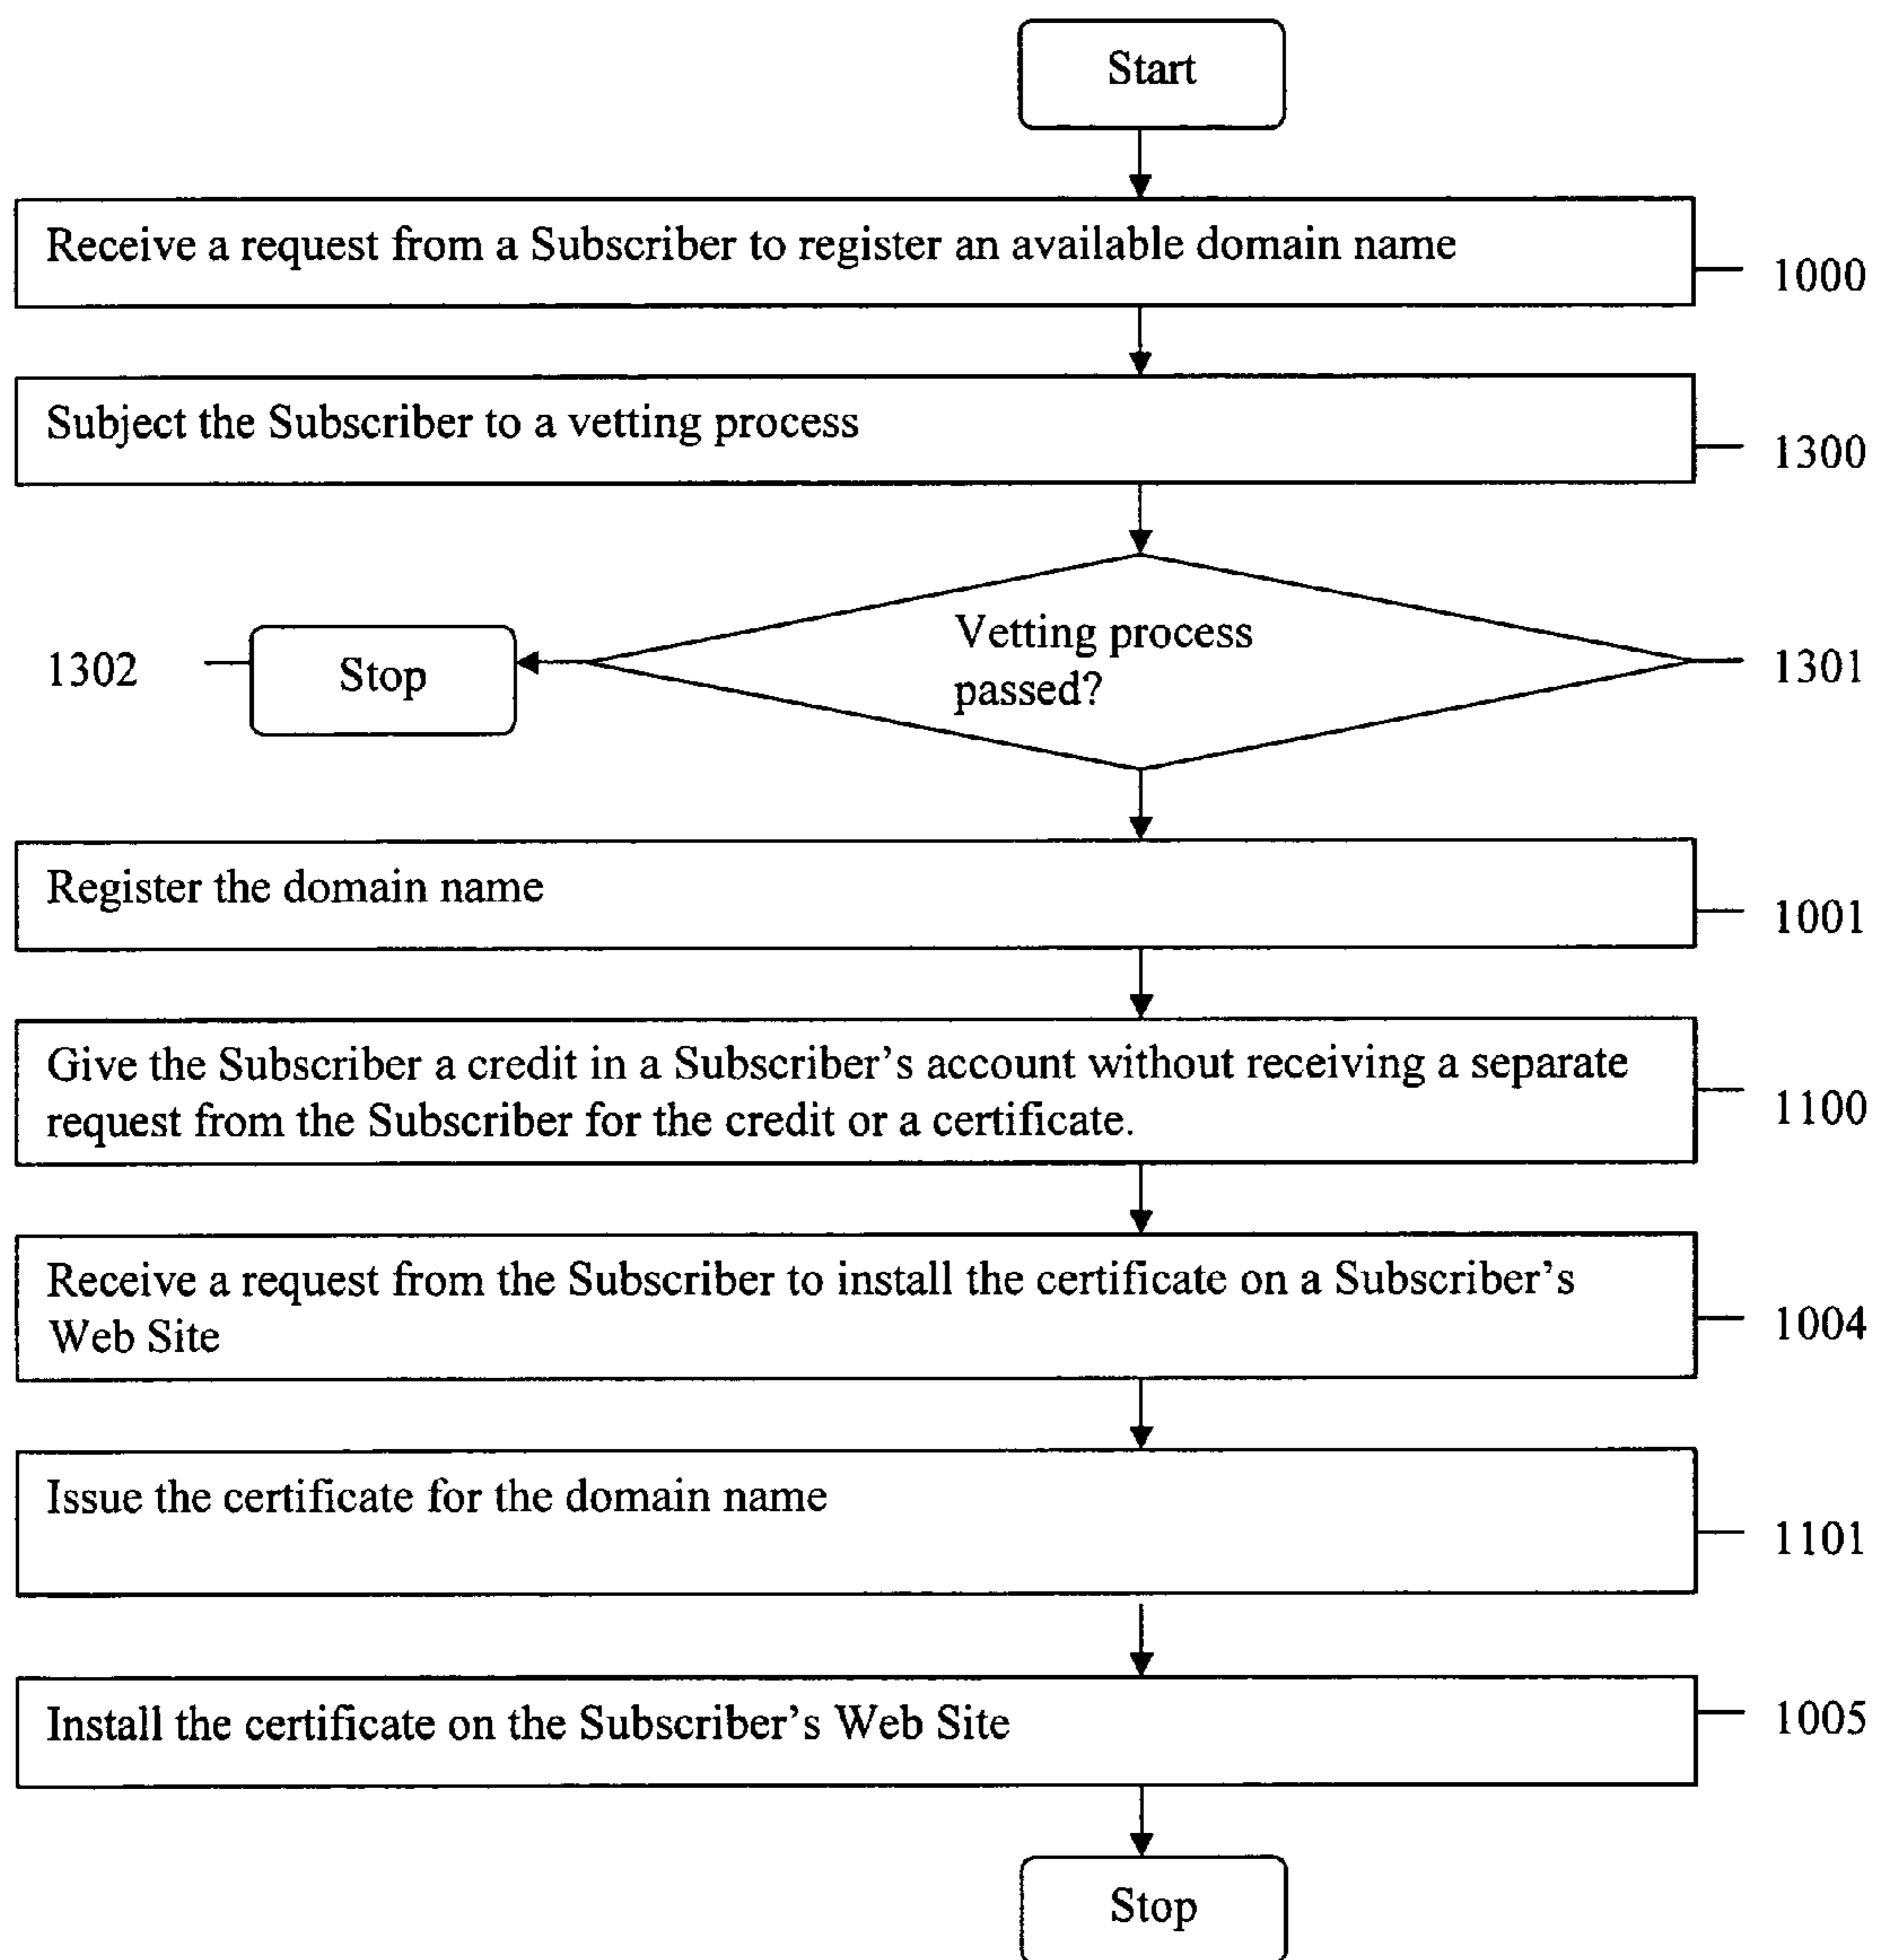 Start
Receive a request from a Subscriber to register an available domain name
1000
Subject the Subscriber to a vetting process
1300
1302
Stop
Vetting process
passed?
1301
Register the domain name
1001
Give the Subscriber a credit in a Subscriber's account without receiving a separate
request from the Subscriber for the credit or a certificate.
1100
Receive a request from the Subscriber to install the certificate on a Subscriber's
Web Site
1004
Issue the certificate for the domain name
1101
Install the certificate on the Subscriber's Web Site
1005
Stop